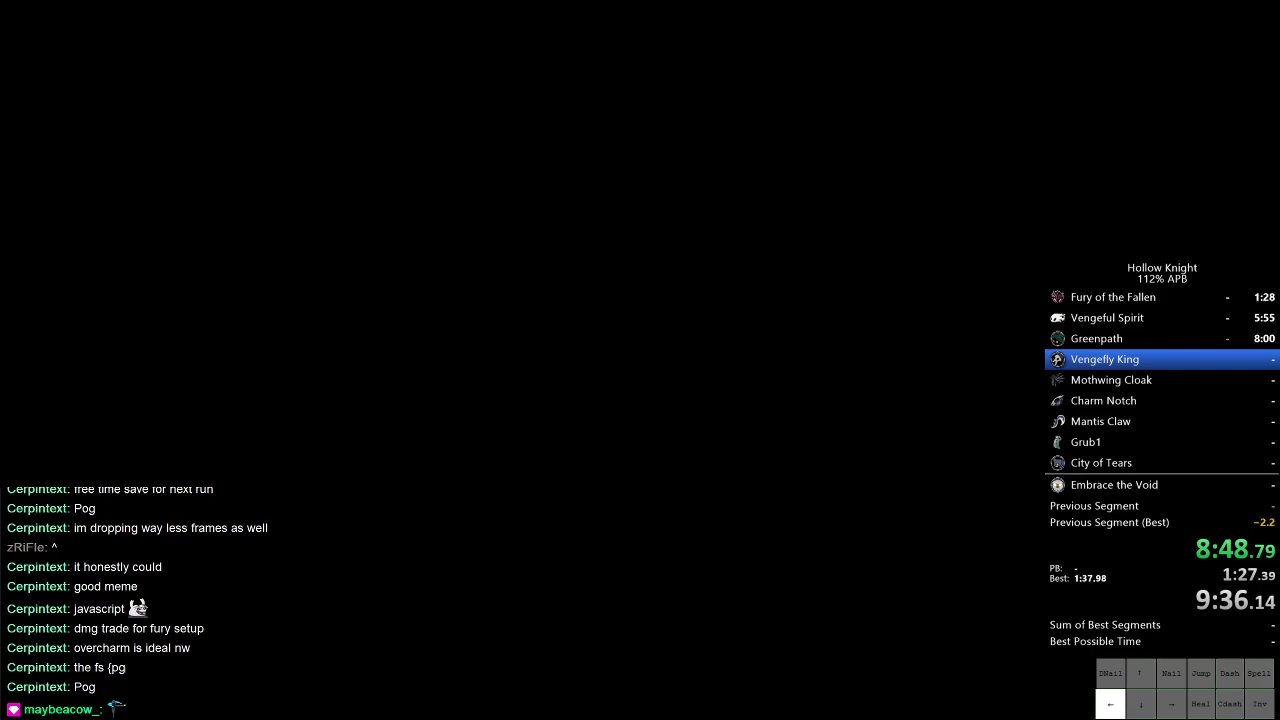 Hollow Knight
112% APB
Fury of the Fallen - 1:28
Vengeful Spirit - 5:55
Greenpath - 8:00
Vengefly King -
Mothwing Cloak -
Charm Notch -
Mantis Claw -
Grub1 -
City of Tears -
Embrace the Void -
Previous Segment -
Previous Segment (Best) −2.2
8:48.79
PB: -
Best: 1:37.98
1:27.39
9:36.14
Sum of Best Segments -
Best Possible Time -
DNail ↑ Nail Jump Dash Spell
← ↓ → Heal Cdash Inv
Cerpintext: free time save for next run
Cerpintext: Pog
Cerpintext: im dropping way less frames as well
zRiFle: ^
Cerpintext: it honestly could
Cerpintext: good meme
Cerpintext: javascript
Cerpintext: dmg trade for fury setup
Cerpintext: overcharm is ideal nw
Cerpintext: the fs {pg
Cerpintext: Pog
maybeacow_: